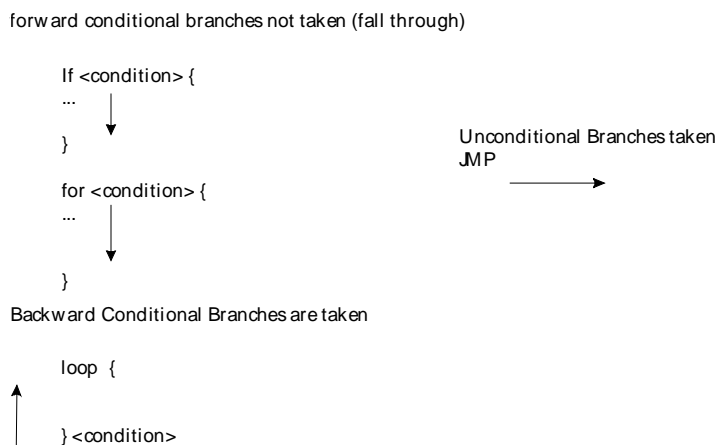 forward conditional branches not taken (fall through)
If <condition> {
...
}
for <condition> {
...
}
Unconditional Branches taken
JMP
Backward Conditional Branches are taken
loop {
} <condition>